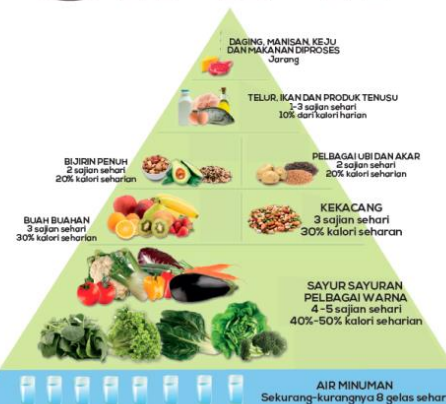 DAGING, MANISAN, KEJU
DAN MAKANAN DIPROSES
Jarang
TELUR, IKAN DAN PRODUK TENUSU
1-3 sajian sehari
10% dari kalori harian
BIJIRIN PENUH
2 sajian sehari
20% kalori seharian
PELBAGAI UBI DAN AKAR
2 sajian sehari
20% kalori seharian
BUAH BUAHAN
3 sajian sehari
30% kalori seharian
KEKACANG
3 sajian sehari
30% kalori seharan
SAYUR SAYURAN
PELBAGAI WARNA
4-5 sajian sehari
40%-50% kalori seharian
AIR MINUMAN
Sekurang-kurangnya 8 gelas sehar